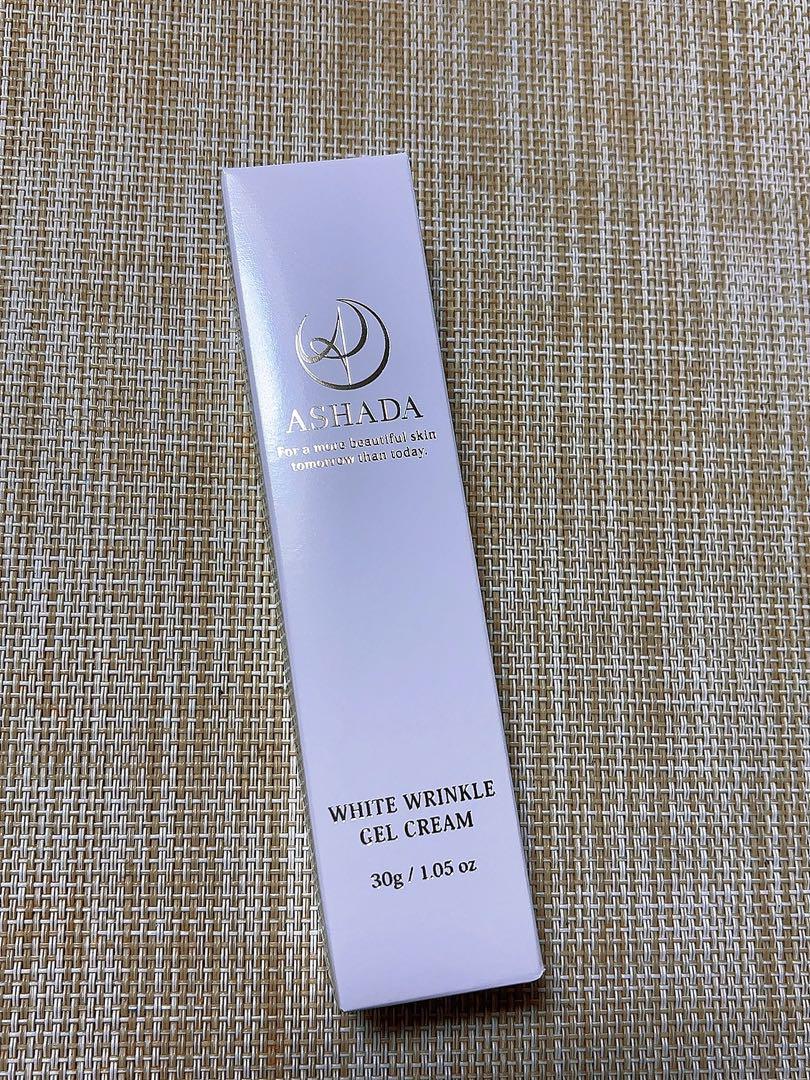 ASHADA
For a more beautiful skin
tomorrow than today.
WHITE WRINKLE
GEL CREAM
30g / 1.05 oz